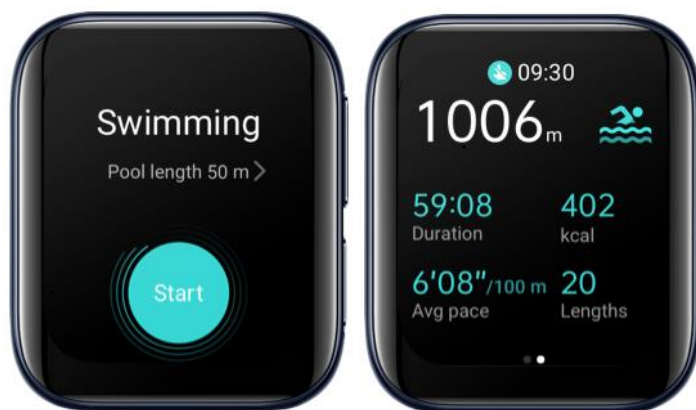 Swimming
Pool length 50 m
Start
09:30
1006 m
59:08
402
Duration
kcal
6'08"/100 m
20
Avg pace
Lengths